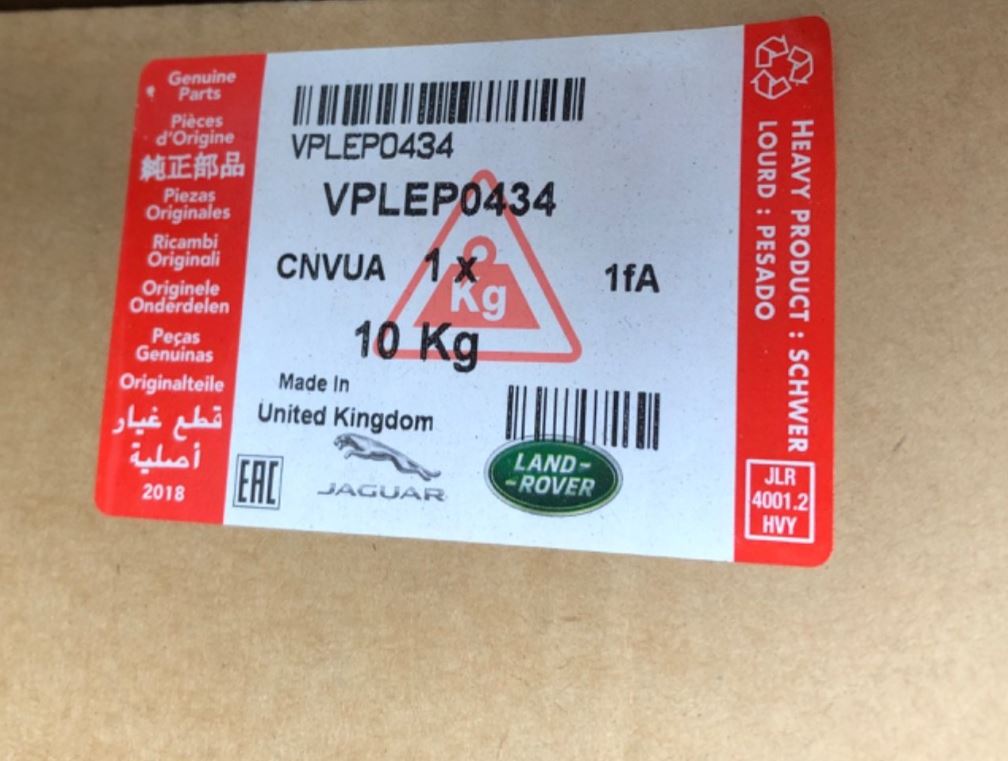 Genuine
Parts
Pièces
d'Origine
純正部品
Piezas
Originales
Ricambi
Originali
Originele
Onderdelen
Peças
Genuinas
Originalteile
قطع غيار
أصلية
2018
VPLEP0434
VPLEP0434
CNVUA 1 x 1fA
Kg
10 Kg
Made In
United Kingdom
EAC
JAGUAR
LAND-
-ROVER
HEAVY PRODUCT : SCHWER
LOURD : PESADO
JLR
4001.2
HVY